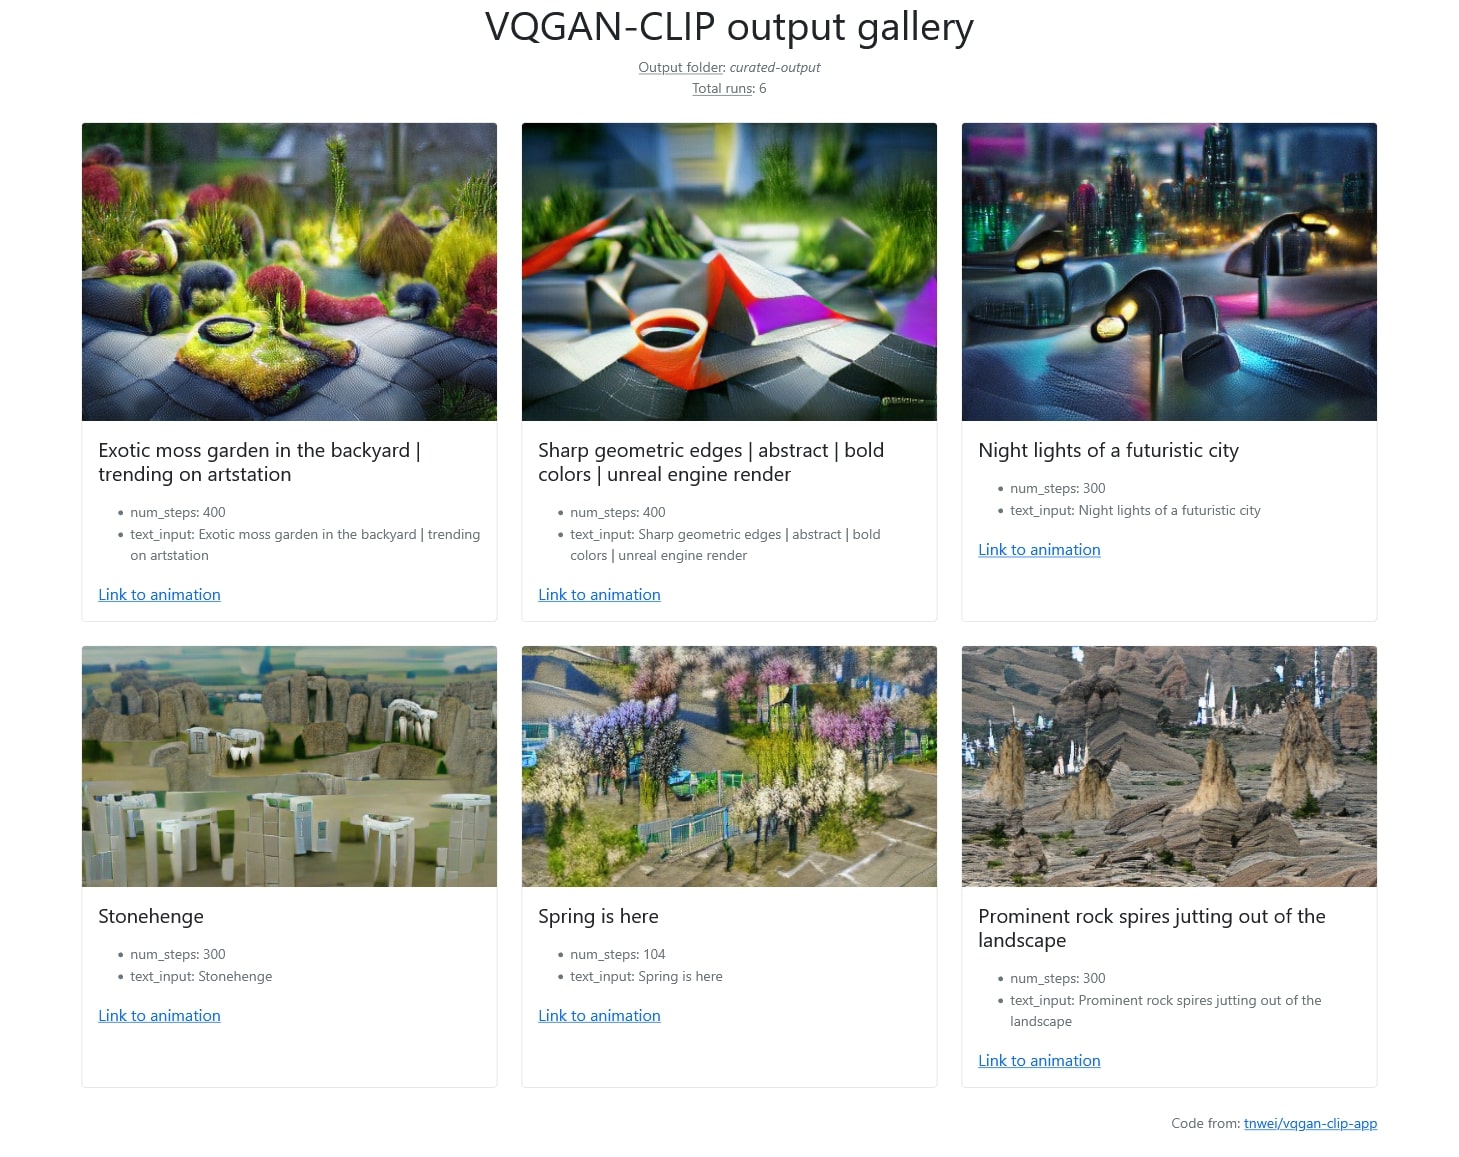 VQGAN-CLIP output gallery
Output folder: curated-output
Total runs: 6
Exotic moss garden in the backyard |
trending on artstation
• num_steps: 400
• text_input: Exotic moss garden in the backyard | trending
on artstation
Link to animation
Sharp geometric edges | abstract | bold
colors | unreal engine render
• num_steps: 400
• text_input: Sharp geometric edges | abstract | bold
colors | unreal engine render
Link to animation
Night lights of a futuristic city
• num_steps: 300
• text_input: Night lights of a futuristic city
Link to animation
Stonehenge
• num_steps: 300
• text_input: Stonehenge
Link to animation
Spring is here
• num_steps: 104
• text_input: Spring is here
Link to animation
Prominent rock spires jutting out of the
landscape
• num_steps: 300
• text_input: Prominent rock spires jutting out of the
landscape
Link to animation
Code from: tnwei/vqgan-clip-app